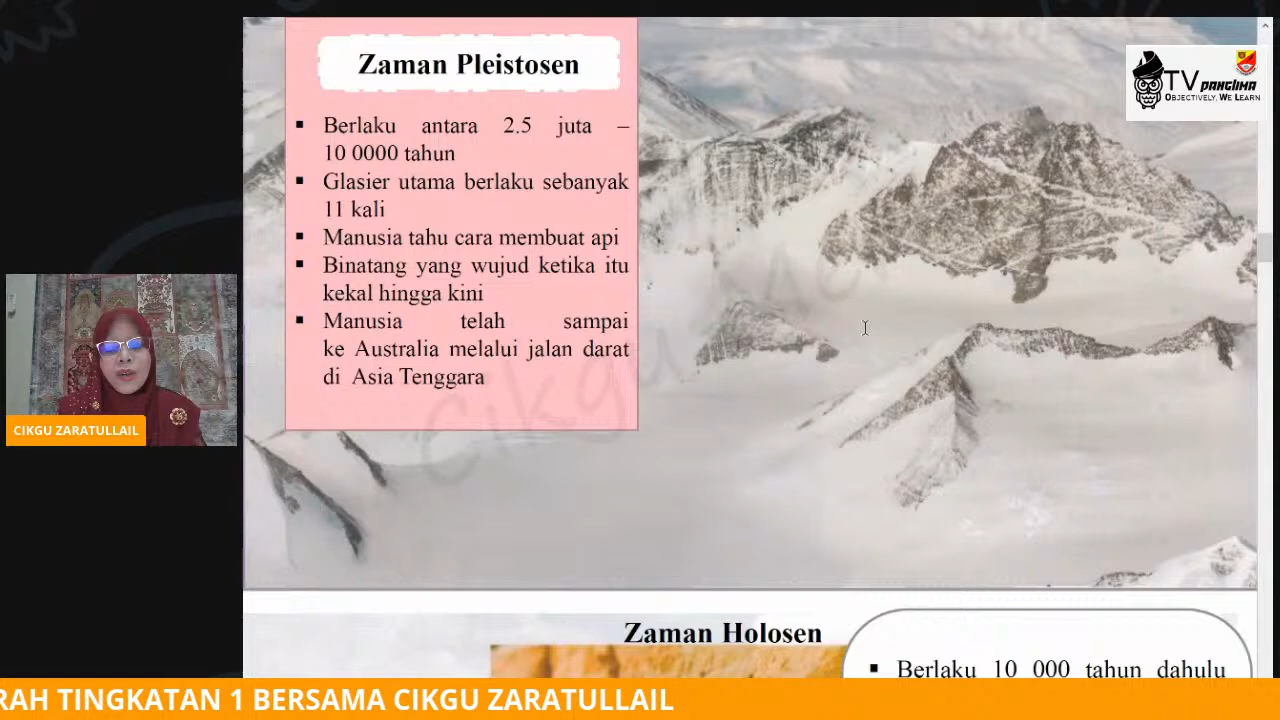 Zaman Pleistosen
▪ Berlaku antara 2.5 juta –
10 0000 tahun
▪ Glasier utama berlaku sebanyak
11 kali
▪ Manusia tahu cara membuat api
▪ Binatang yang wujud ketika itu
kekal hingga kini
▪ Manusia telah sampai
ke Australia melalui jalan darat
di Asia Tenggara
TV PANGLIMA
OBJECTIVELY, WE LEARN
Cikgu
CIKGU ZARATULLAIL
Zaman Holosen
▪ Berlaku 10 000 tahun dahulu
RAH TINGKATAN 1 BERSAMA CIKGU ZARATULLAIL